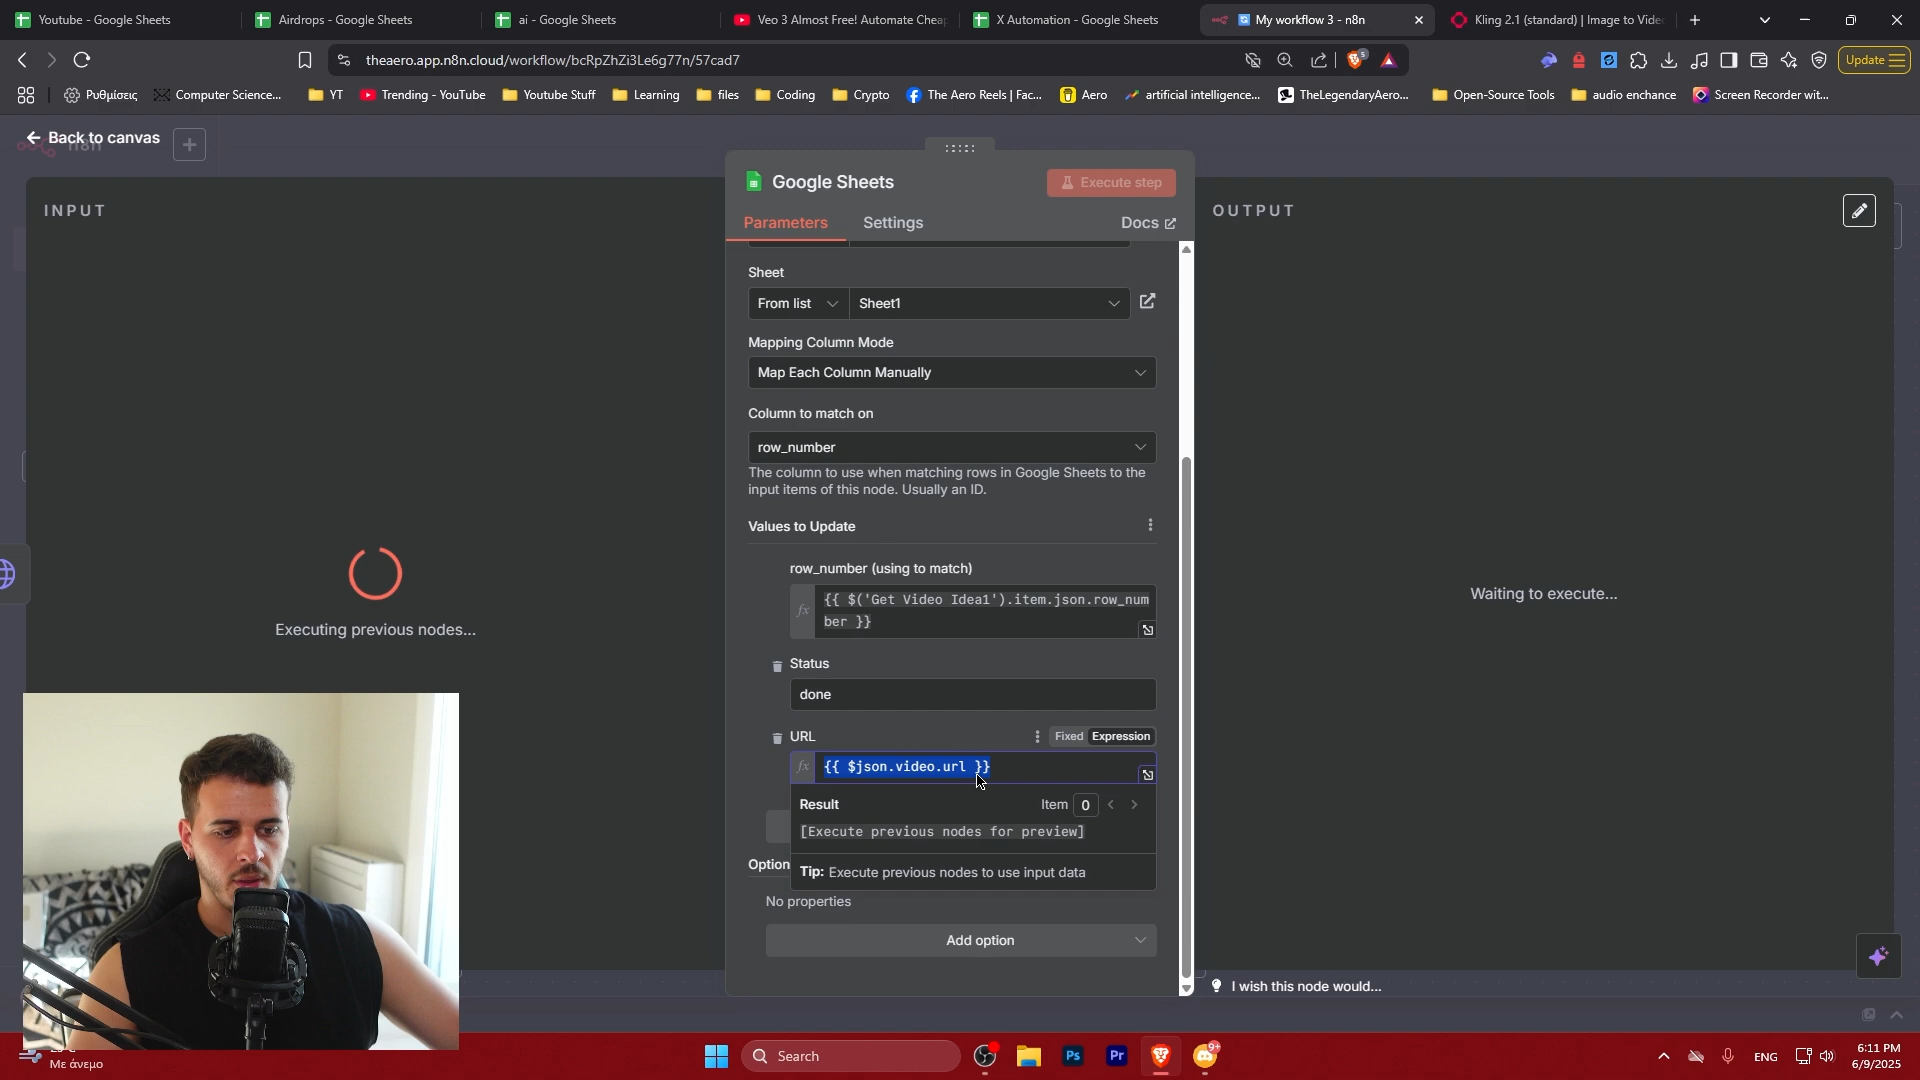 Youtube - Google Sheets
Airdrops - Google Sheets
ai - Google Sheets
Veo 3 Almost Free! Automate Cheap
X Automation - Google Sheets
My workflow 3 - n8n
Kling 2.1 (standard) | Image to Vide
theaero.app.n8n.cloud/workflow/bcRpZhZi3Le6g77n/57cad7
5
Update
Ρυθμίσεις
Computer Science...
YT
Trending - YouTube
Youtube Stuff
Learning
files
Coding
Crypto
The Aero Reels | Fac...
Aero
artificial intelligence...
TheLegendaryAero...
Open-Source Tools
audio enchance
Screen Recorder wit...
Back to canvas
n8n
INPUT
Executing previous nodes...
Google Sheets
Execute step
Parameters
Settings
Docs
Sheet
From list
Sheet1
Mapping Column Mode
Map Each Column Manually
Column to match on
row_number
The column to use when matching rows in Google Sheets to the
input items of this node. Usually an ID.
Values to Update
row_number (using to match)
fx
{{ $('Get Video Idea1').item.json.row_num
ber }}
Status
done
URL
Fixed
Expression
fx
{{ $json.video.url }}
Result
Item
0
[Execute previous nodes for preview]
Tip: Execute previous nodes to use input data
Option
No properties
Add option
OUTPUT
Waiting to execute...
I wish this node would...
Με άνεμο
Search
Ps
Pr
9+
ENG
6:11 PM
6/9/2025